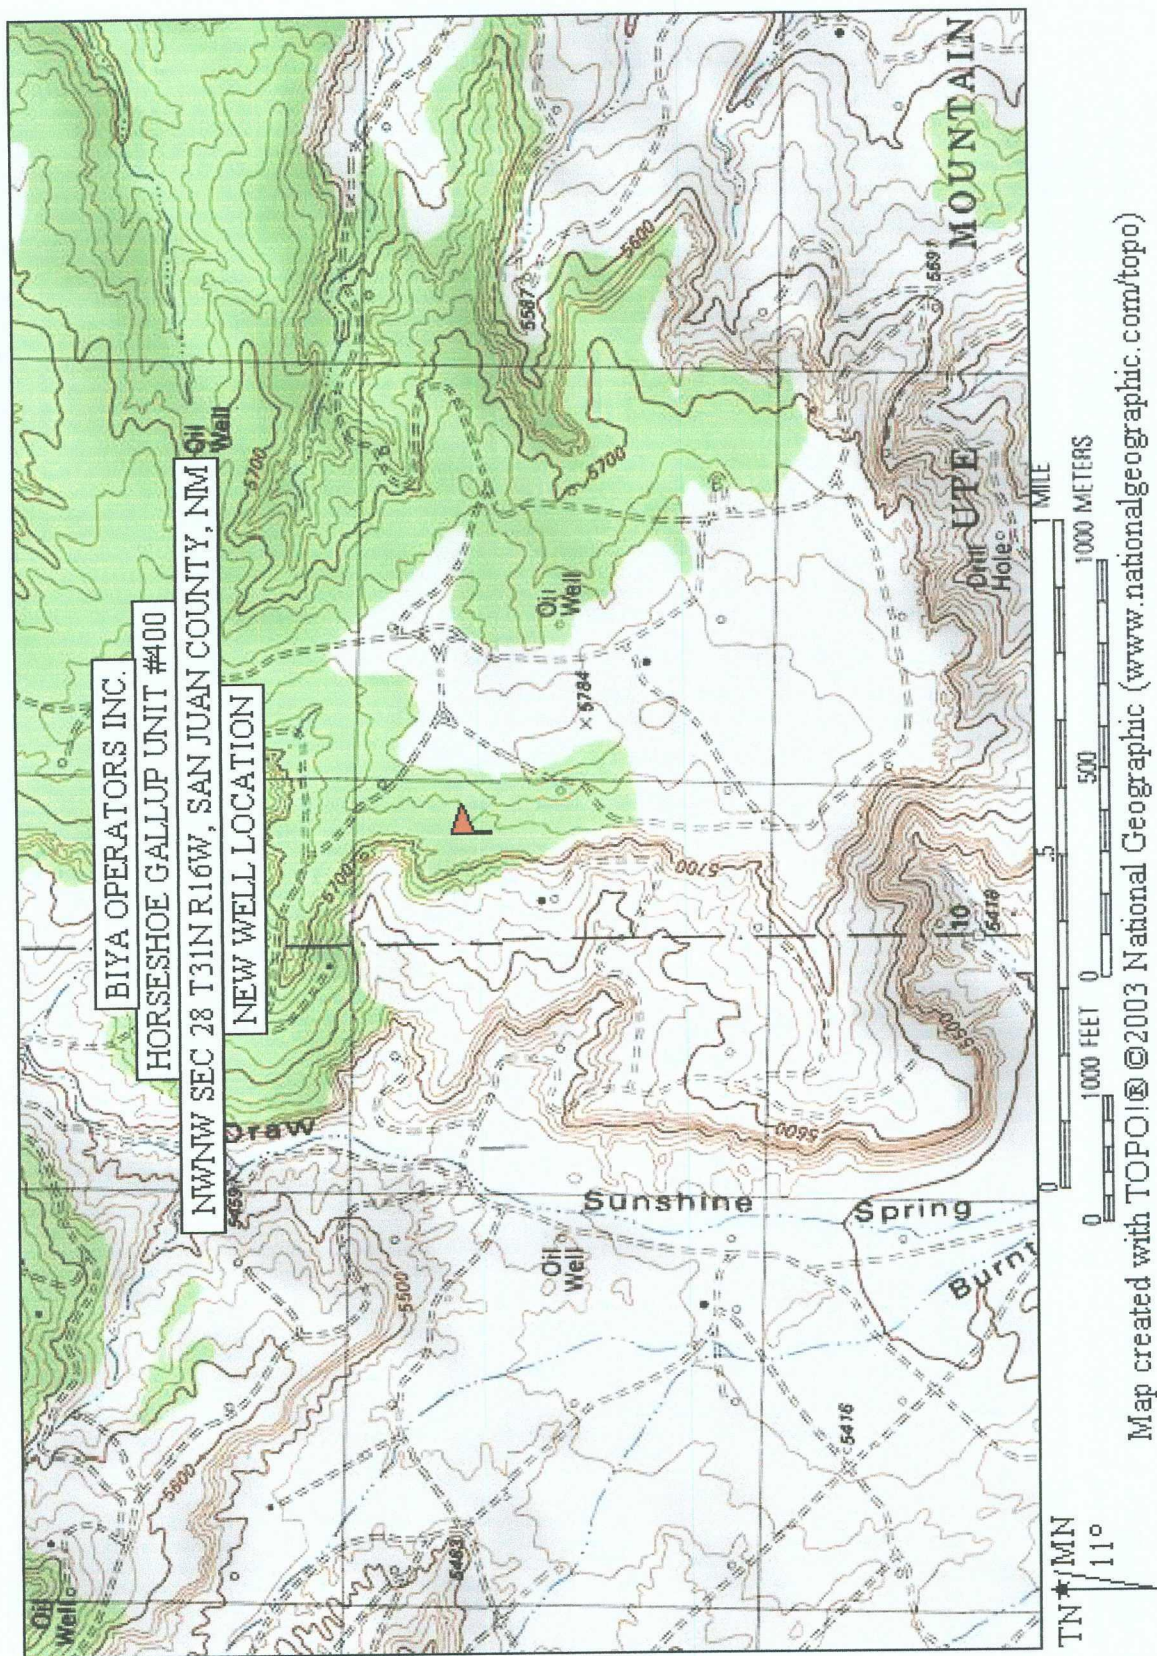 BIYA OPERATORS INC.
HORSESHOE GALLUP UNIT #400
NWNW SEC 28 T31N R16W, SAN JUAN COUNTY, NM
NEW WELL LOCATION
Oil
Well
5600
5463
5500
5459
Draw
5700
Oil
Well
5700
Oil
Well
Sunshine
5416
Spring
Burnt
5600
5600
10
5418
5700
5784
Oil
Well
5700
5587
5600
5691
Drill
Hole
UTE
MOUNTAIN
TN MN
11°
0 .5 1 MILE
0 1000 FEET 0 500 1000 METERS
Map created with TOPO!® ©2003 National Geographic (www.nationalgeographic.com/topo)